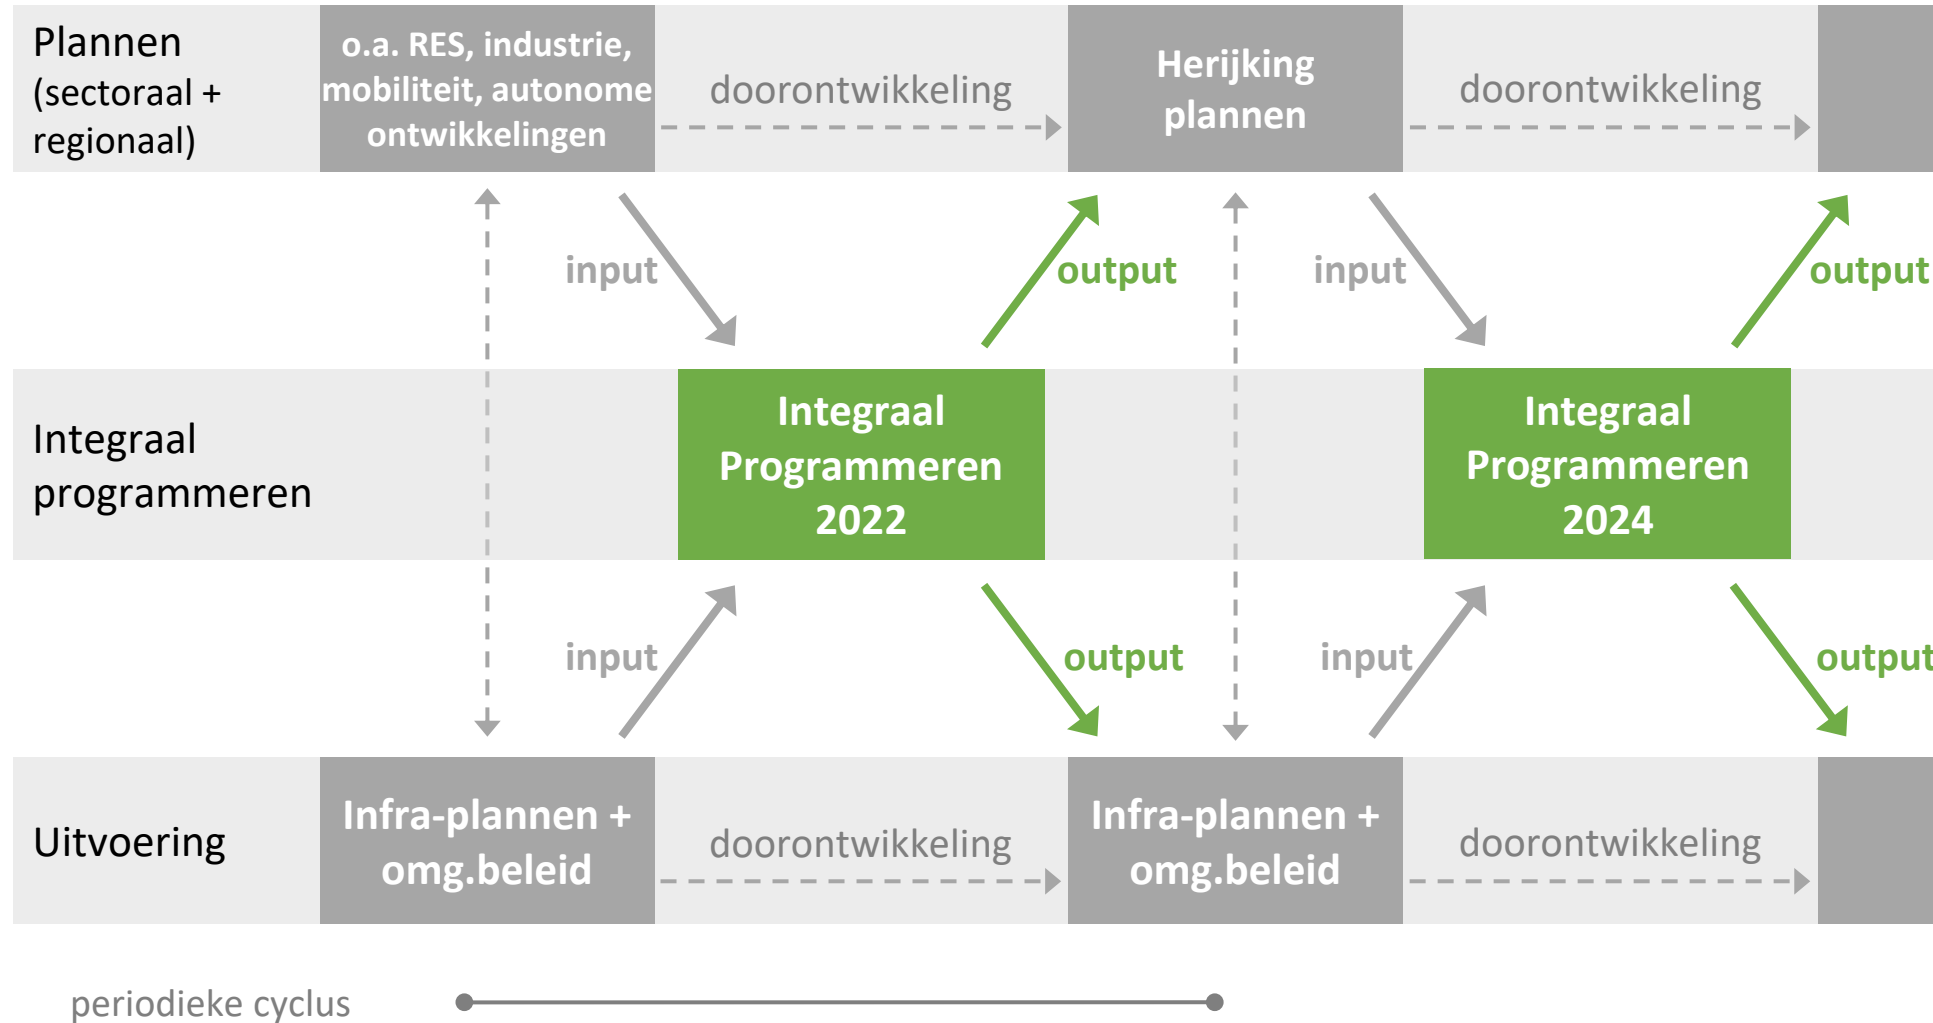 Plannen
(sectoraal +
regionaal)
o.a. RES, industrie,
mobiliteit, autonome
ontwikkelingen
doorontwikkeling
Herijking
plannen
doorontwikkeling
input
output
input
output
Integraal
programmeren
Integraal
Programmeren
2022
Integraal
Programmeren
2024
input
output
input
output
Uitvoering
Infra-plannen +
omg.beleid
doorontwikkeling
Infra-plannen +
omg.beleid
doorontwikkeling
periodieke cyclus